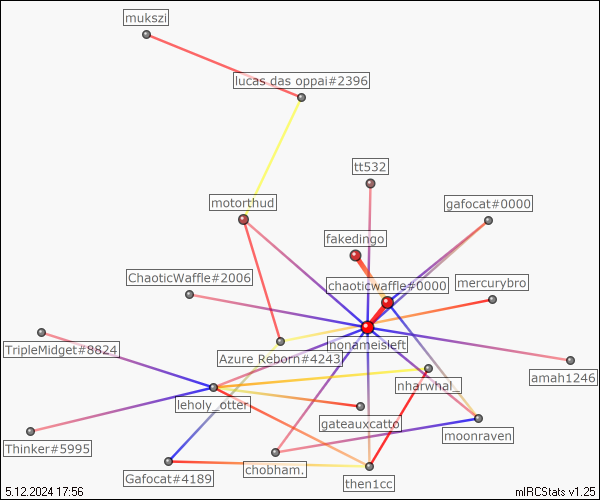 mukszi
lucas das oppai#2396
tt532
motorthud
gafocat#0000
fakedingo
ChaoticWaffle#2006
chaoticwaffle#0000
mercurybro
nonameisleft
TripleMidget#8824
Azure Reborn#4243
nharwhal_
amah1246
leholy_otter
gateauxcatto
moonraven
Thinker#5995
Gafocat#4189
chobham.
then1cc
5.12.2024 17:56
mIRCStats v1.25